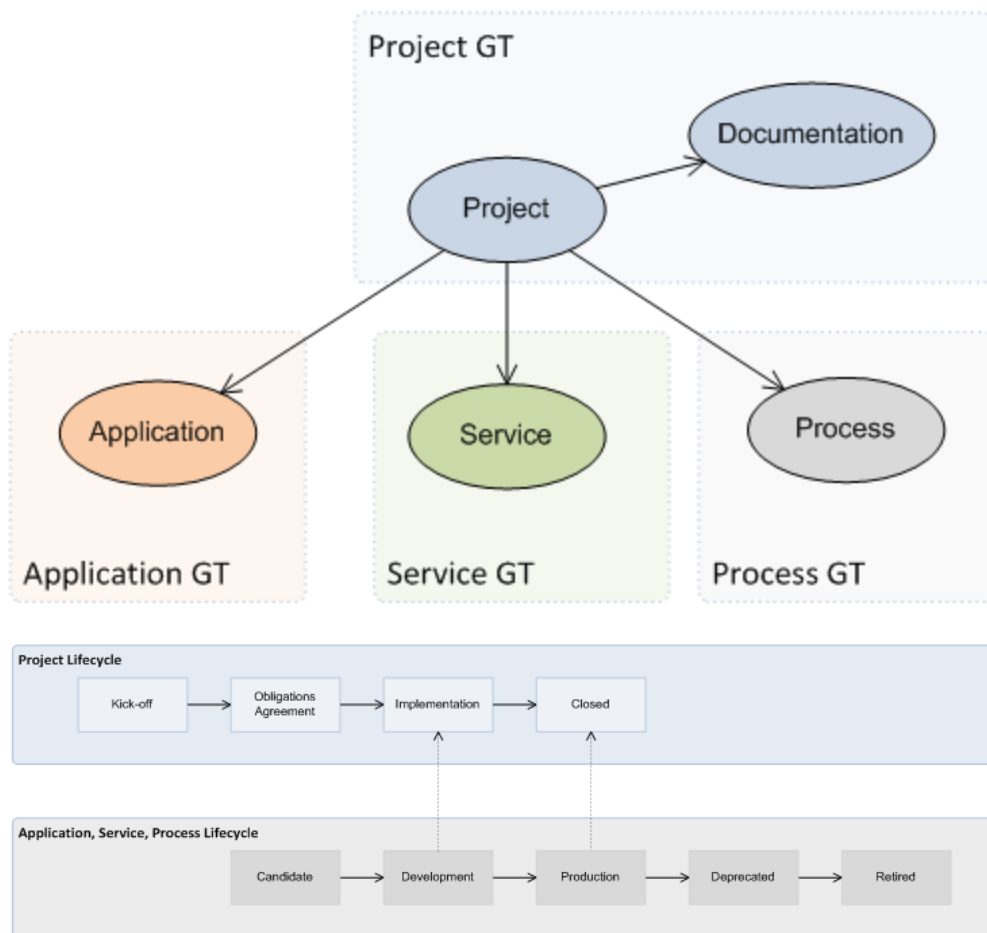 Project GT
Documentation
Project
Application
Service
Process
Application GT
Service GT
Process GT
Project Lifecycle
Kick-off
Obligations
Agreement
Implementation
Closed
Application, Service, Process Lifecycle
Candidate
Development
Production
Deprecated
Retired